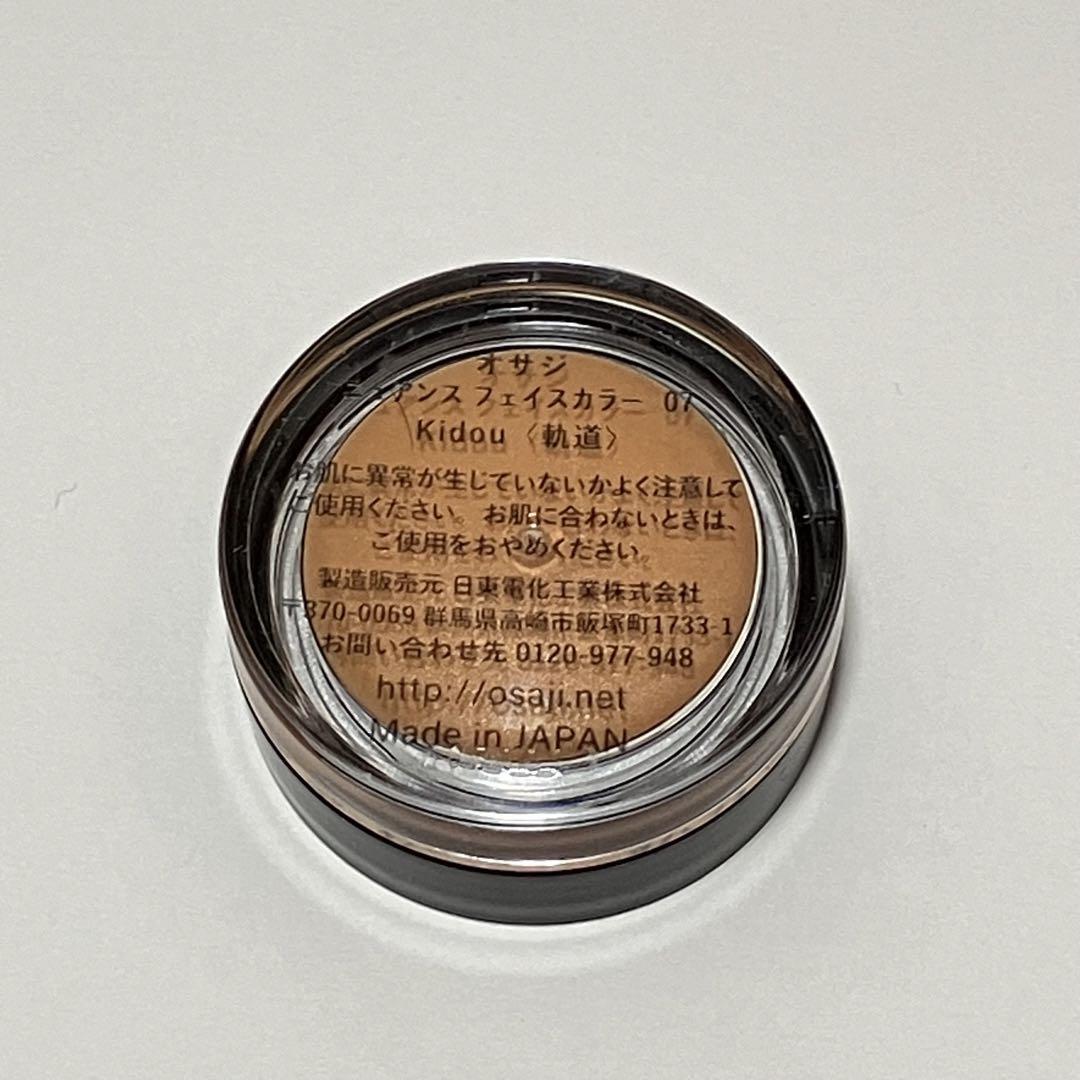 オサジ
ニュアンス フェイスカラー 07
Kidou 〈軌道〉
お肌に異常が生じていないかよく注意して
ご使用ください。お肌に合わないときは、
ご使用をおやめください。
製造販売元 日東電化工業株式会社
〒370-0069 群馬県高崎市飯塚町1733-1
お問い合わせ先 0120-977-948
http://osaji.net
Made in JAPAN